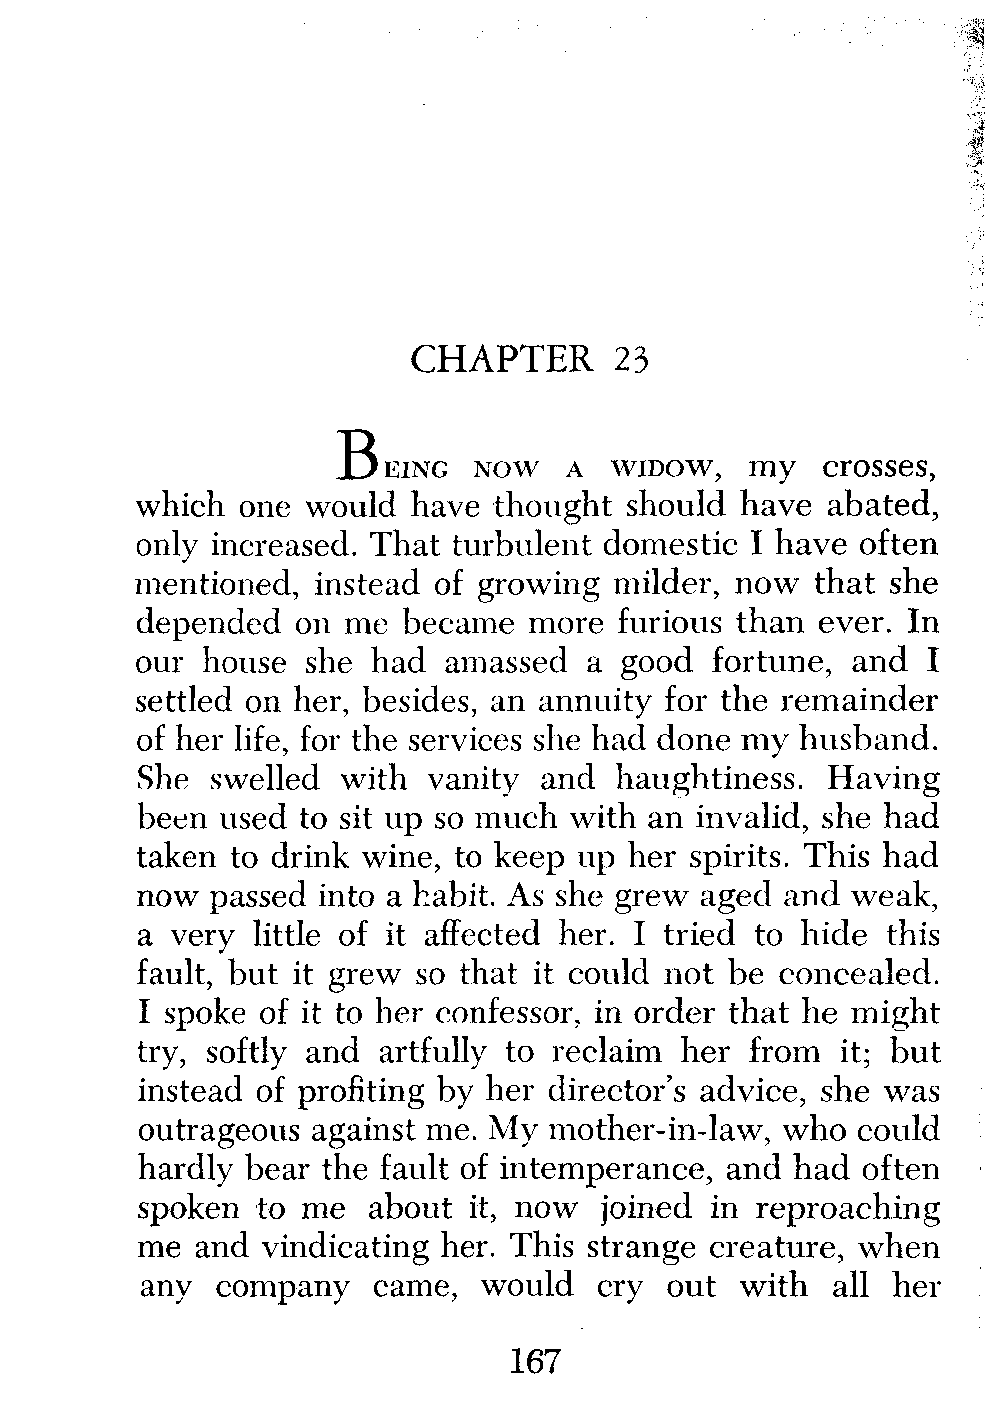 CHAPTER 23
BEING NOW A WIDOW, my crosses,
which one would have thought should have abated,
only increased. That turbulent domestic I have often
mentioned, instead of growing milder, now that she
depended on me became more furious than ever. In
our house she had amassed a good fortune, and I
settled on her, besides, an annuity for the remainder
of her life, for the services she had done my husband.
She swelled with vanity and haughtiness. Having
been used to sit up so much with an invalid, she had
taken to drink wine, to keep up her spirits. This had
now passed into a habit. As she grew aged and weak,
a very little of it affected her. I tried to hide this
fault, but it grew so that it could not be concealed.
I spoke of it to her confessor, in order that he might
try, softly and artfully to reclaim her from it; but
instead of profiting by her director's advice, she was
outrageous against me. My mother-in-law, who could
hardly bear the fault of intemperance, and had often
spoken to me about it, now joined in reproaching
me and vindicating her. This strange creature, when
any company came, would cry out with all her
167